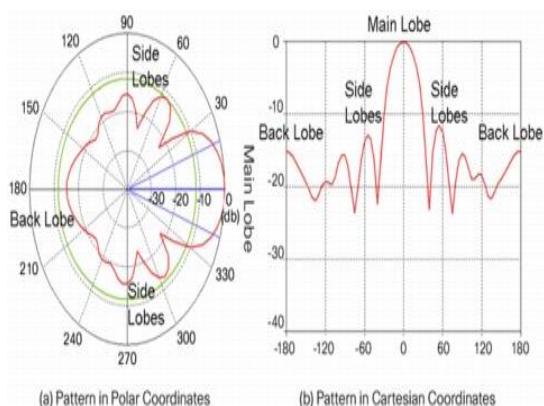 90
120
60
Side
Lobes
150
30
180
-30 -20 -10 0
(db)
Main Lobe
Back Lobe
210
330
Side
Lobes
240
300
270
(a) Pattern in Polar Coordinates
Main Lobe
0
Side
Lobes
Side
Lobes
-10
Back Lobe
Back Lobe
-20
-30
-40
-180 -120 -60 0 60 120 180
(b) Pattern in Cartesian Coordinates